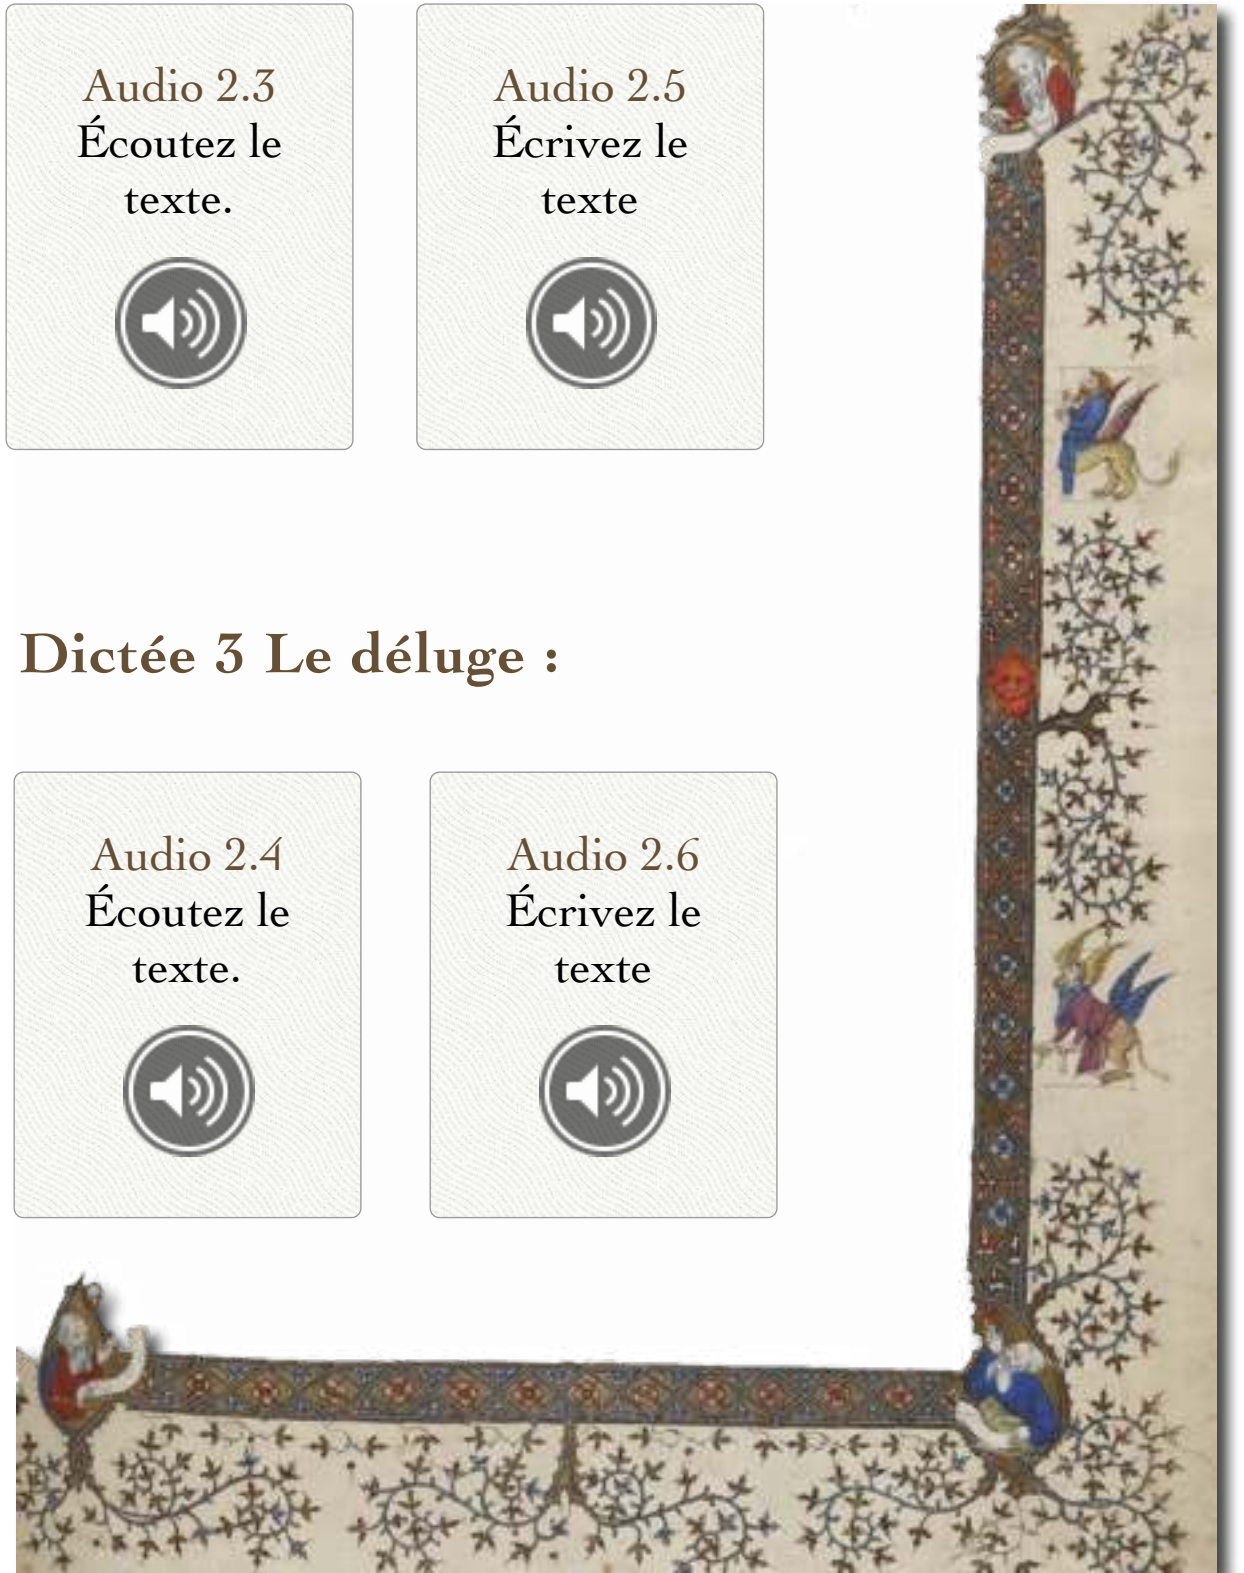 Audio 2.3
Écoutez le
texte.
Audio 2.5
Écrivez le
texte
Dictée 3 Le déluge :
Audio 2.4
Écoutez le
texte.
Audio 2.6
Écrivez le
texte